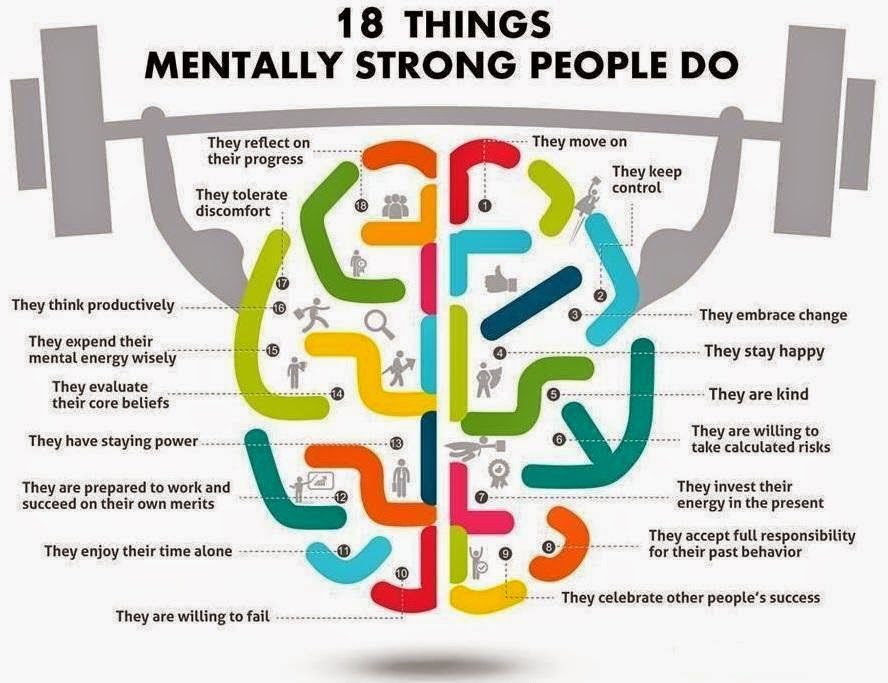 18 THINGS
MENTALLY STRONG PEOPLE DO
They move on
1
They keep
control
2
They embrace change
3
They stay happy
4
They are kind
5
They are willing to
take calculated risks
6
They invest their
energy in the present
7
They accept full responsibility
for their past behavior
8
They celebrate other people's success
9
They are willing to fail
10
They enjoy their time alone
11
They are prepared to work and
succeed on their own merits
12
They have staying power
13
They evaluate
their core beliefs
14
They expend their
mental energy wisely
15
They think productively
16
They tolerate
discomfort
17
They reflect on
their progress
18